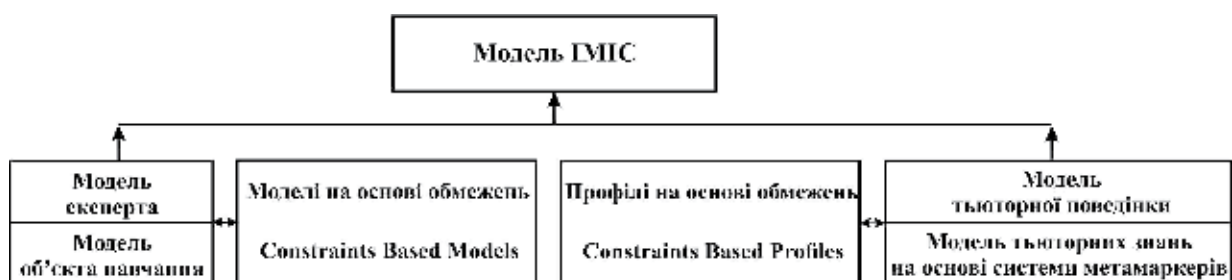 Модель ІМІС
Модель
експерта
Модель
об’єкта навчання
Моделі на основі обмежень
Constraints Based Models
Профілі на основі обмежень
Constraints Based Profiles
Модель
тьюторної поведінки
Модель тьюторних знань
на основі системи метамаркерів